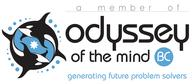 a member of
odyssey
of the mind BC
generating future problem solvers